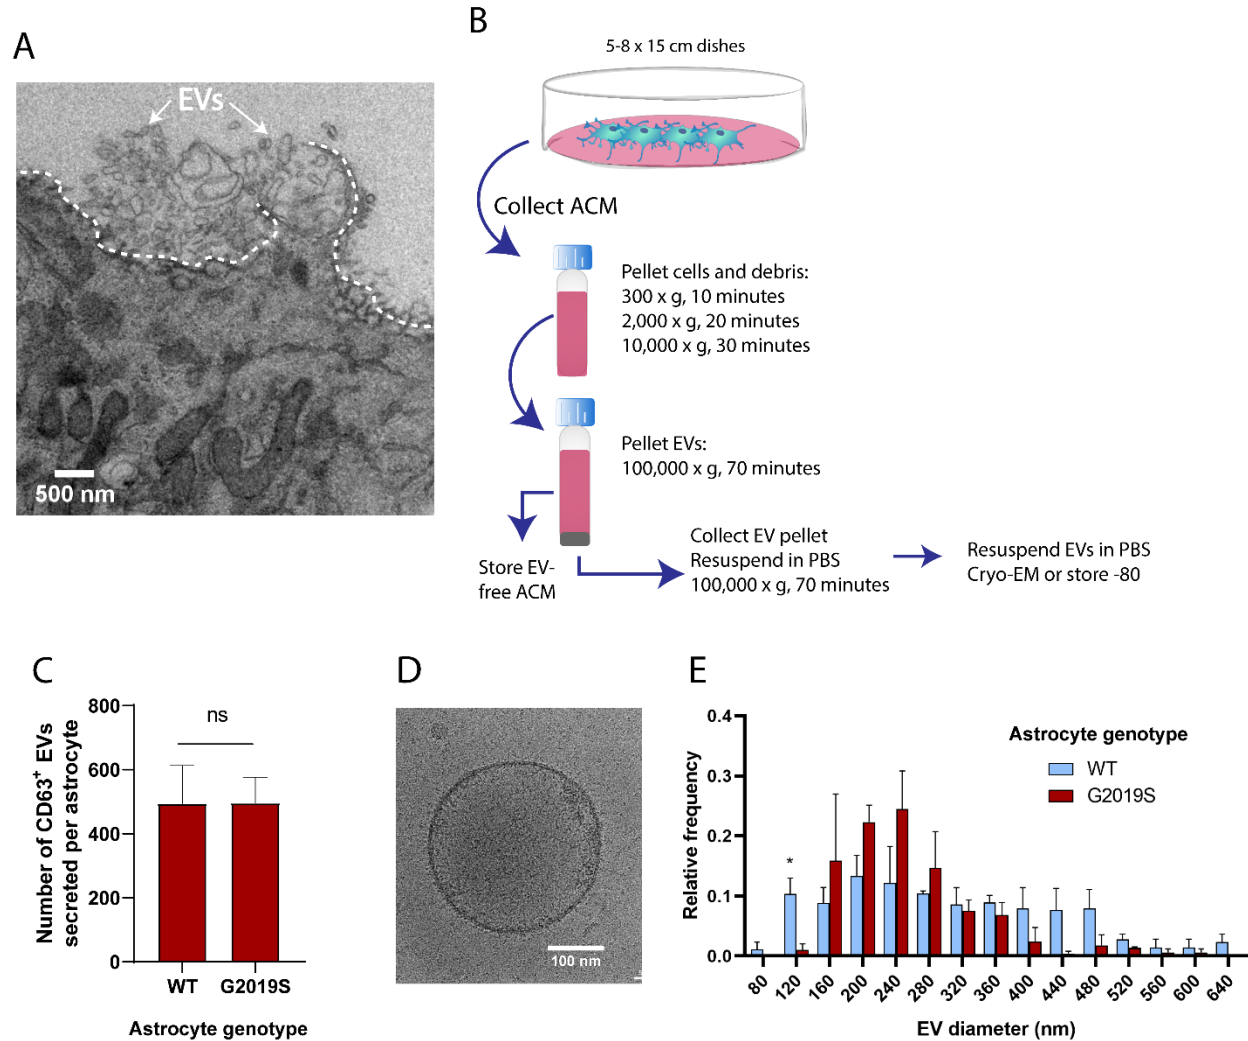 A
EVs
500 nm
B
5-8 x 15 cm dishes
Collect ACM
Pellet cells and debris:
300 x g, 10 minutes
2,000 x g, 20 minutes
10,000 x g, 30 minutes
Pellet EVs:
100,000 x g, 70 minutes
Store EV-
free ACM
Collect EV pellet
Resuspend in PBS
100,000 x g, 70 minutes
Resuspend EVs in PBS
Cryo-EM or store -80
C
Number of CD63⁺ EVs
secreted per astrocyte
800
600
400
200
0
ns
WT G2019S
Astrocyte genotype
D
100 nm
E
Relative frequency
0.4
0.3
0.2
0.1
0.0
*
Astrocyte genotype
WT
G2019S
80 120 160 200 240 280 320 360 400 440 480 520 560 600 640
EV diameter (nm)